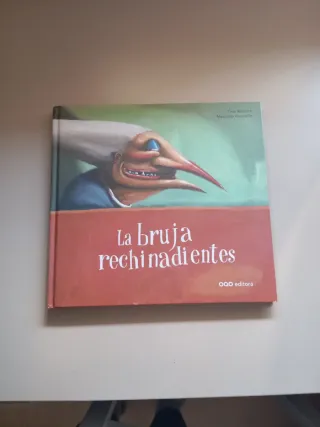 La bruja
rechinadientes
OQO editora